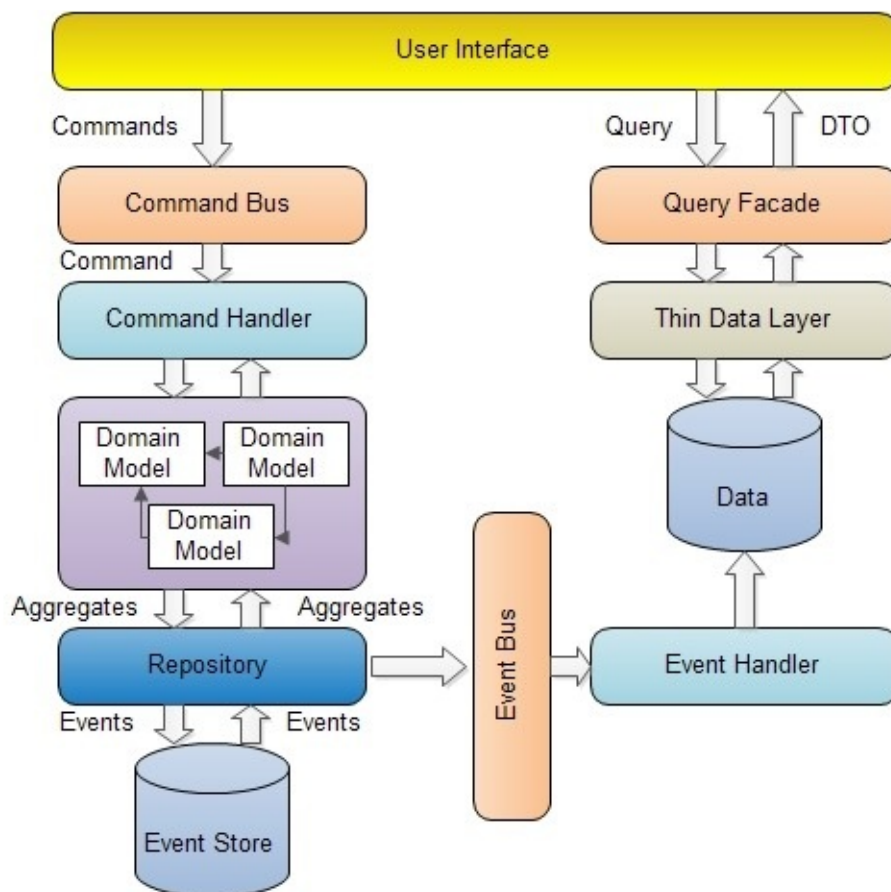 User Interface
Commands
Query
DTO
Command Bus
Query Facade
Command
Command Handler
Thin Data Layer
Domain
Model
Domain
Model
Domain
Model
Data
Aggregates
Aggregates
Repository
Event Bus
Event Handler
Events
Events
Event Store